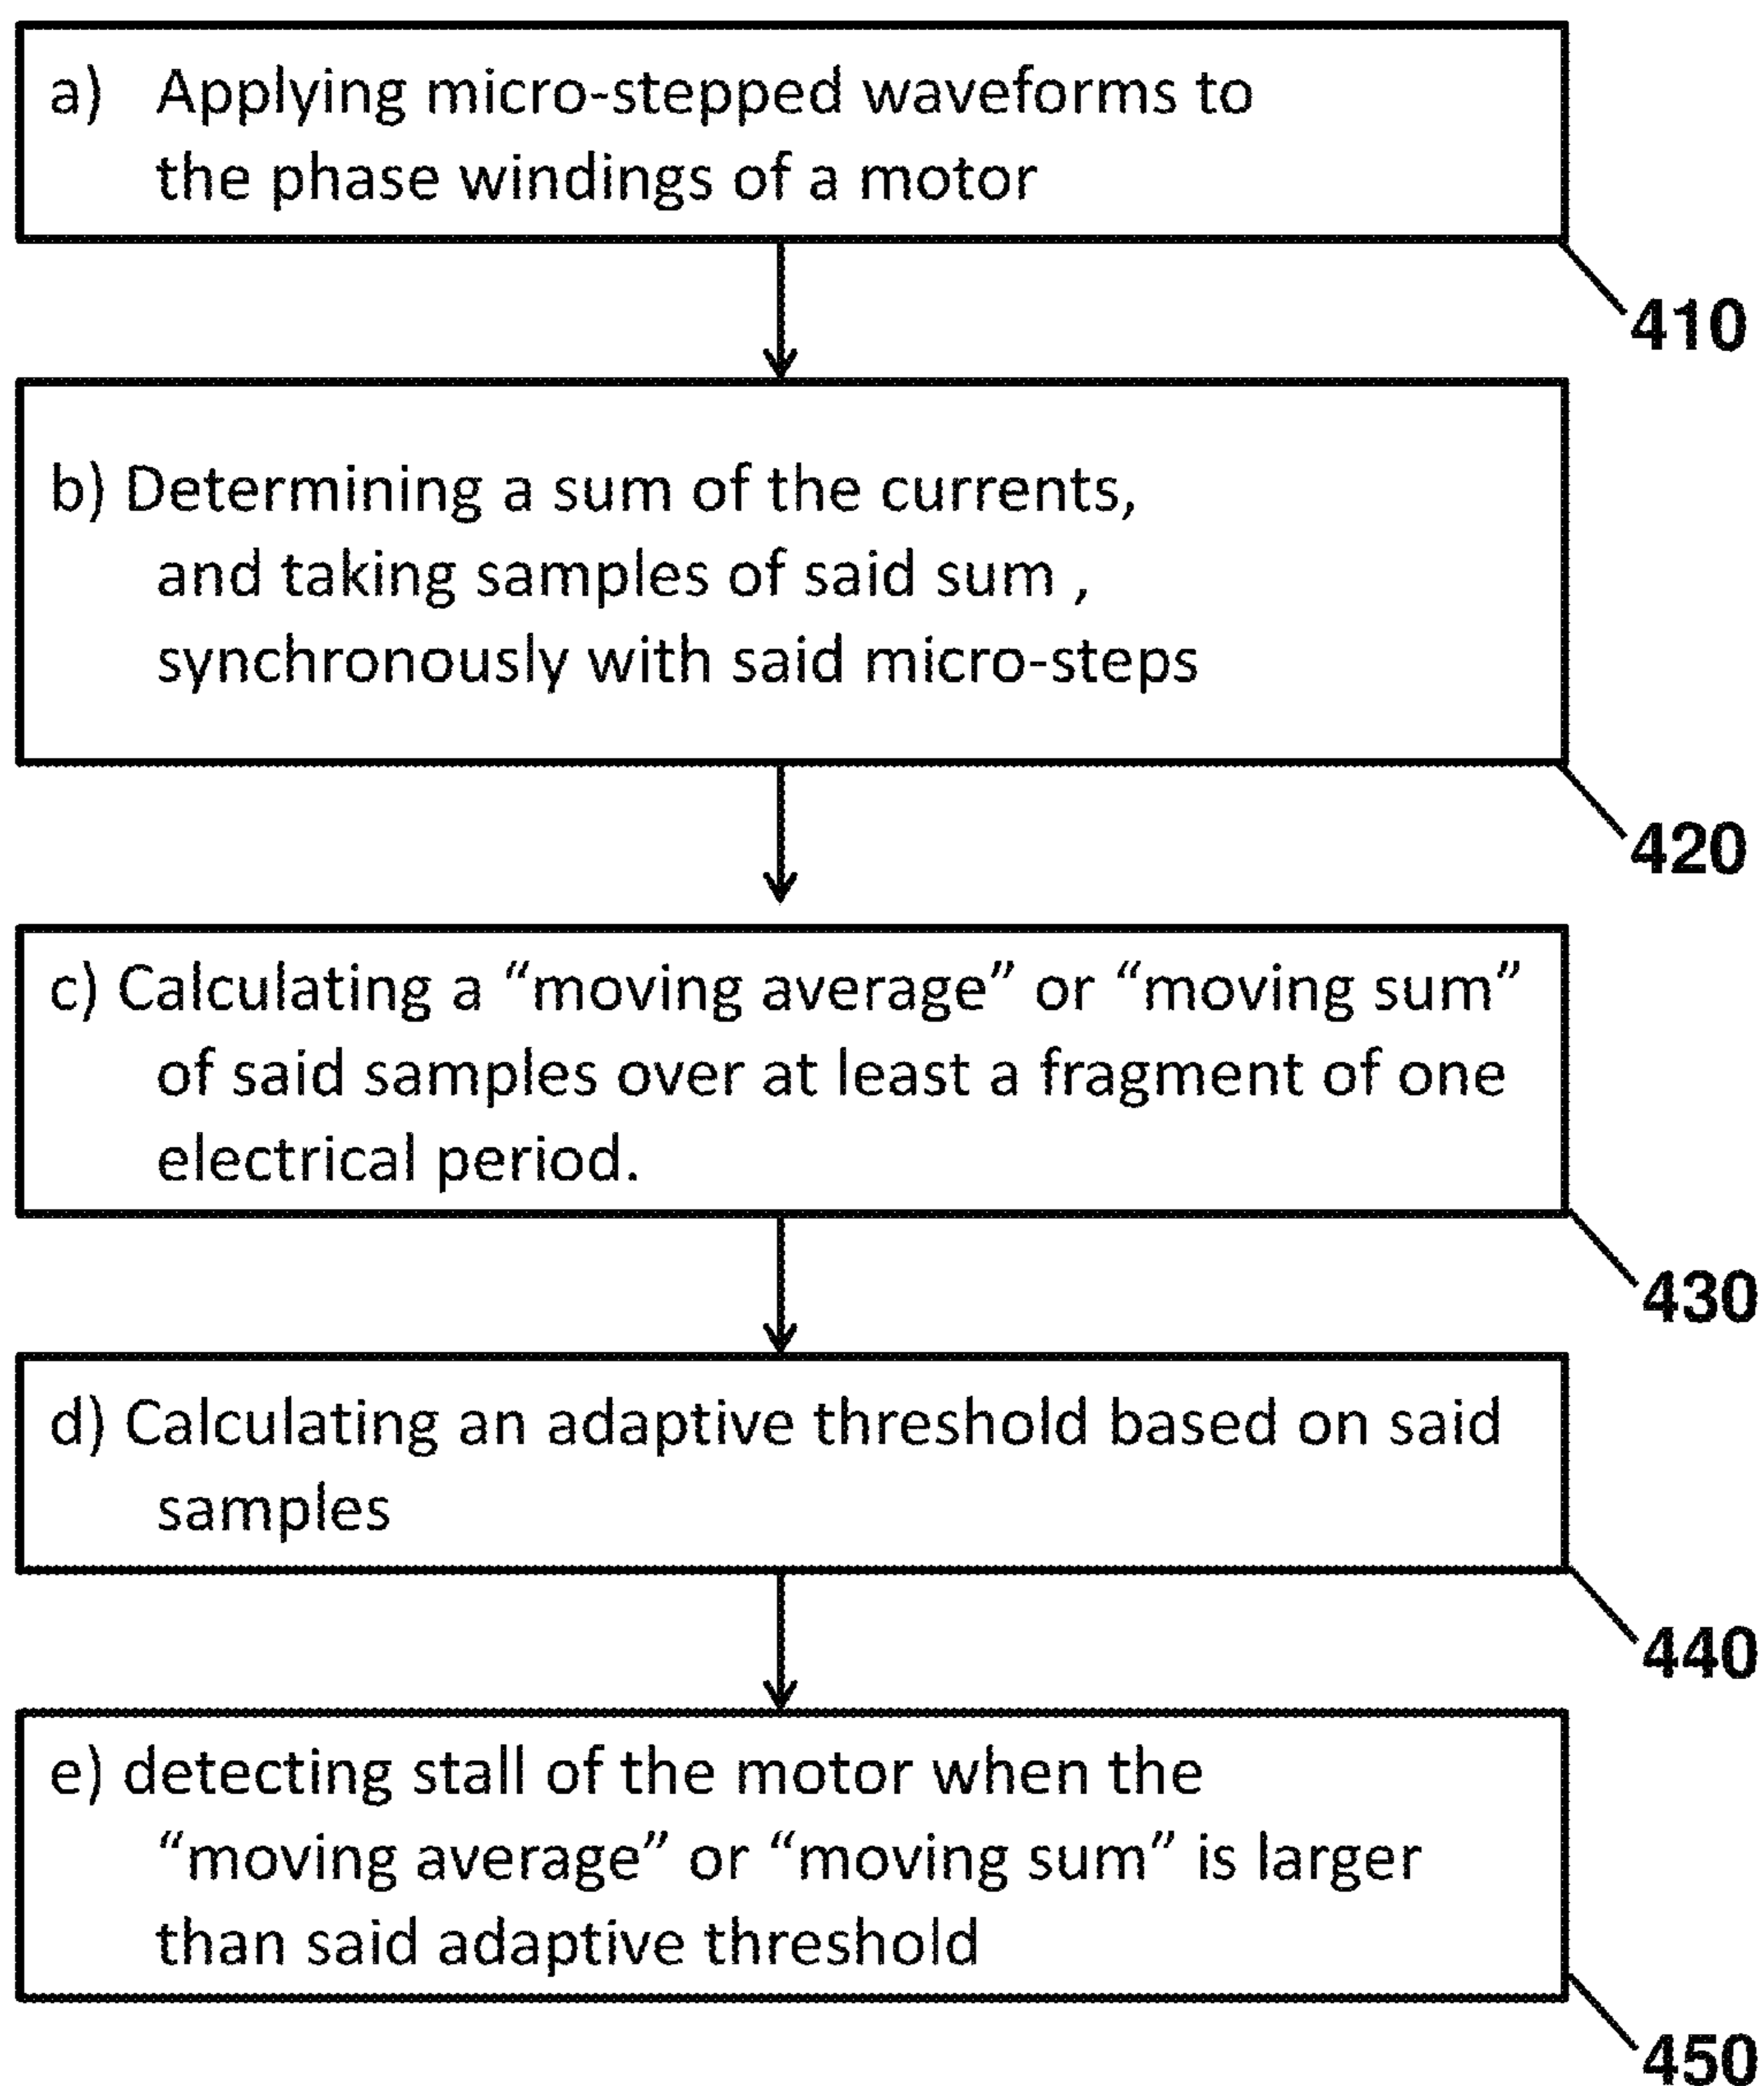 a) Applying micro-stepped waveforms to
the phase windings of a motor
410
b) Determining a sum of the currents,
and taking samples of said sum ,
synchronously with said micro-steps
420
c) Calculating a “moving average” or “moving sum”
of said samples over at least a fragment of one
electrical period.
430
d) Calculating an adaptive threshold based on said
samples
440
e) detecting stall of the motor when the
“moving average” or “moving sum” is larger
than said adaptive threshold
450